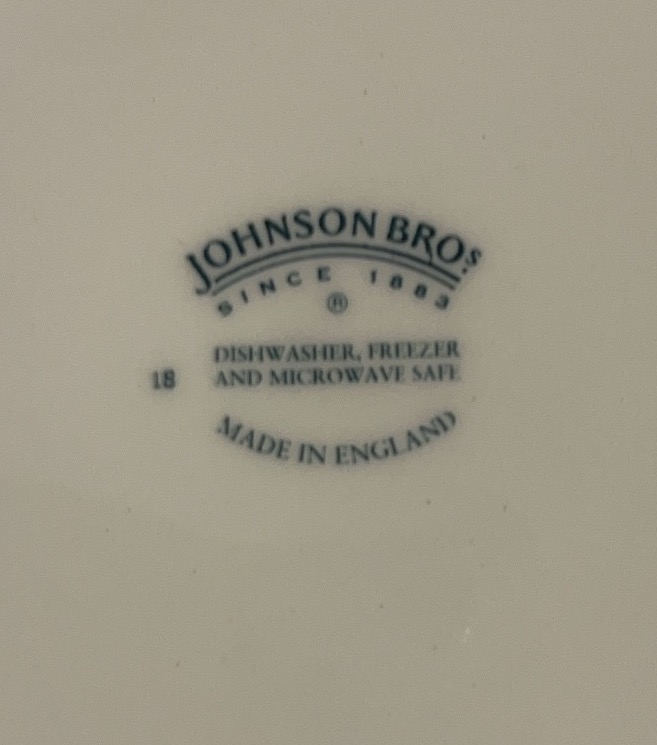 JOHNSON BROS.
SINCE 1883
®
DISHWASHER, FREEZER
18 AND MICROWAVE SAFE
MADE IN ENGLAND